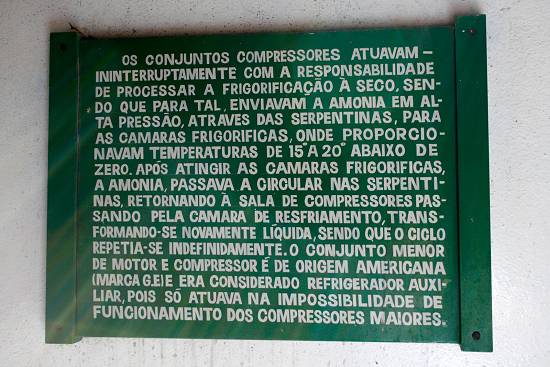 OS CONJUNTOS COMPRESSORES ATUAVAM-
ININTERRUPTAMENTE COM A RESPONSABILIDADE
DE PROCESSAR A FRIGORIFICAÇÃO À SECO, SEN-
DO QUE PARA TAL, ENVIAVAM A AMONIA EM AL-
TA PRESSÃO, ATRAVES DAS SERPENTINAS, PARA
AS CAMARAS FRIGORIFICAS, ONDE PROPORCIO-
NAVAM TEMPERATURAS DE 15° A 20° ABAIXO DE
ZERO. APÓS ATINGIR AS CAMARAS FRIGORIFICAS,
A AMONIA, PASSAVA A CIRCULAR NAS SERPENTI-
NAS, RETORNANDO À SALA DE COMPRESSORES PAS-
SANDO PELA CAMARA DE RESFRIAMENTO, TRANS-
FORMANDO-SE NOVAMENTE LÍQUIDA, SENDO QUE O CICLO
REPETIA-SE INDEFINIDAMENTE. O CONJUNTO MENOR
DE MOTOR E COMPRESSOR É DE ORIGEM AMERICANA
(MARCA G.E) E ERA CONSIDERADO REFRIGERADOR AUXI-
LIAR, POIS SÓ ATUAVA NA IMPOSSIBILIDADE DE
FUNCIONAMENTO DOS COMPRESSORES MAIORES.